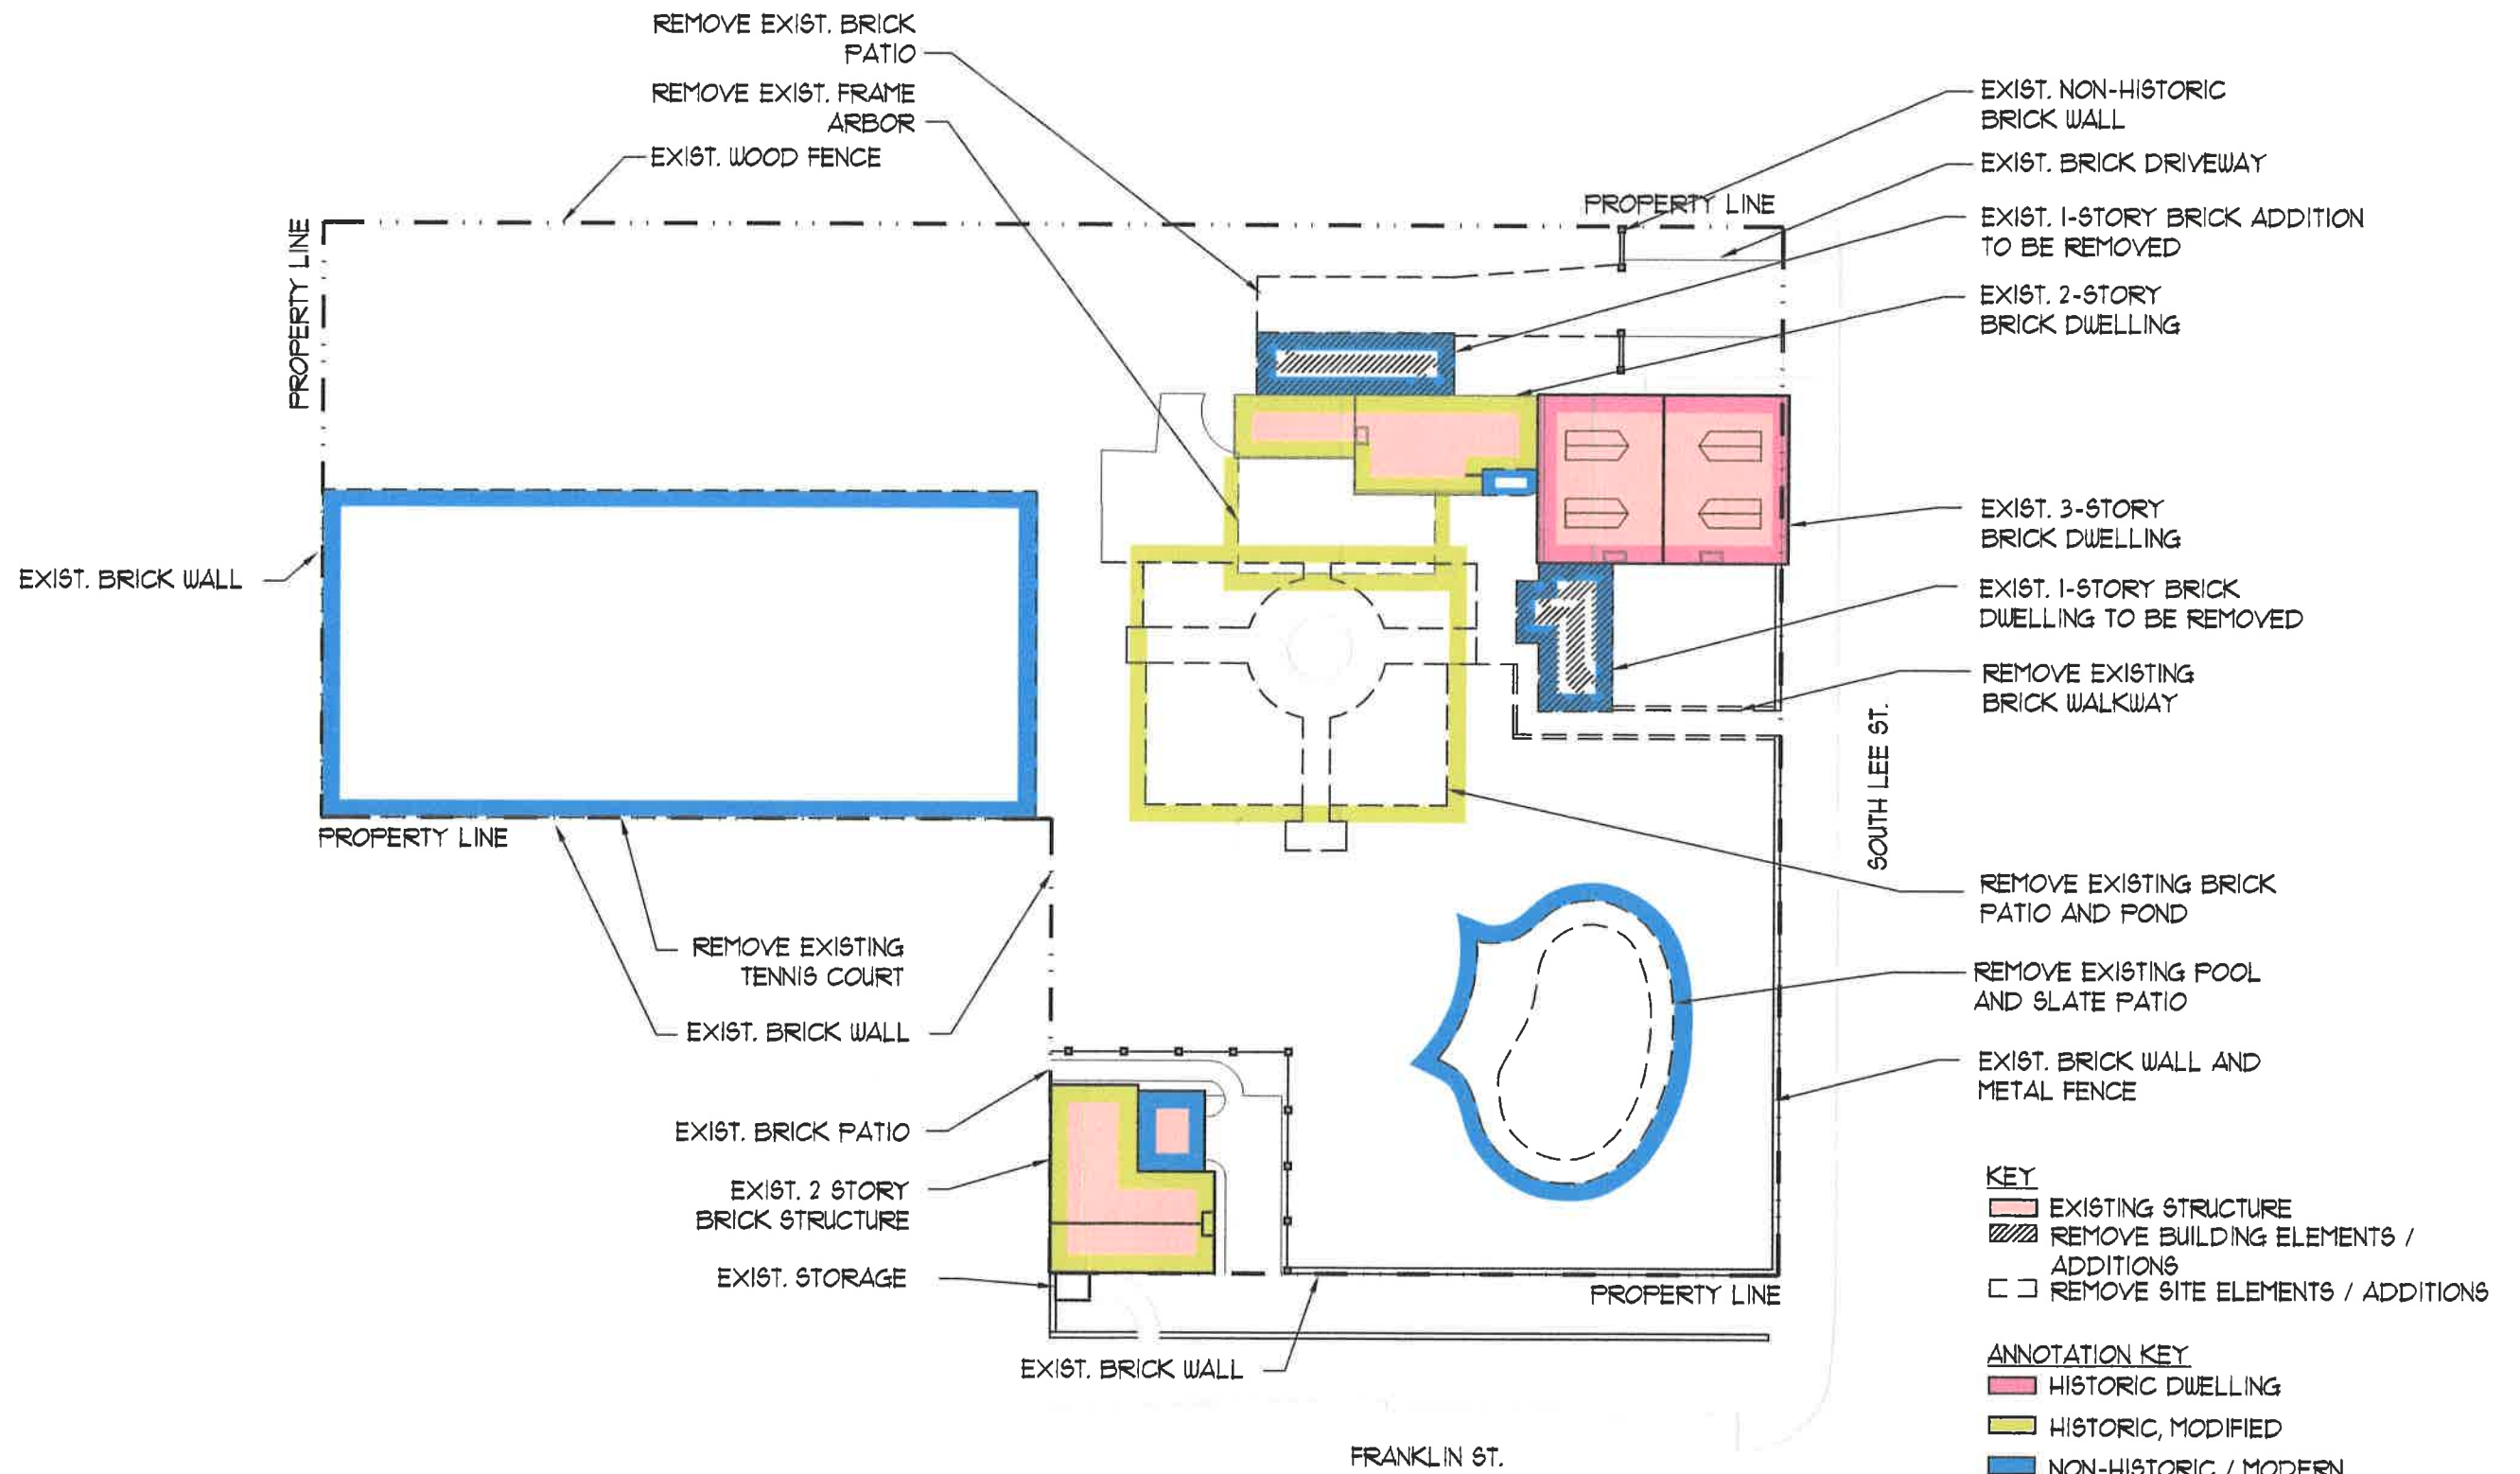 REMOVE EXIST. BRICK
PATIO
REMOVE EXIST. FRAME
ARBOR
EXIST. WOOD FENCE
EXIST. NON-HISTORIC
BRICK WALL
EXIST. BRICK DRIVEWAY
PROPERTY LINE
EXIST. 1-STORY BRICK ADDITION
TO BE REMOVED
EXIST. 2-STORY
BRICK DWELLING
PROPERTY LINE
EXIST. 3-STORY
BRICK DWELLING
EXIST. BRICK WALL
EXIST. 1-STORY BRICK
DWELLING TO BE REMOVED
REMOVE EXISTING
BRICK WALKWAY
SOUTH LEE ST.
PROPERTY LINE
REMOVE EXISTING BRICK
PATIO AND POND
REMOVE EXISTING
TENNIS COURT
REMOVE EXISTING POOL
AND SLATE PATIO
EXIST. BRICK WALL
EXIST. BRICK WALL AND
METAL FENCE
EXIST. BRICK PATIO
EXIST. 2 STORY
BRICK STRUCTURE
EXIST. STORAGE
PROPERTY LINE
EXIST. BRICK WALL
FRANKLIN ST.
KEY
EXISTING STRUCTURE
REMOVE BUILDING ELEMENTS /
ADDITIONS
REMOVE SITE ELEMENTS / ADDITIONS
ANNOTATION KEY
HISTORIC DWELLING
HISTORIC, MODIFIED
NON-HISTORIC / MODERN